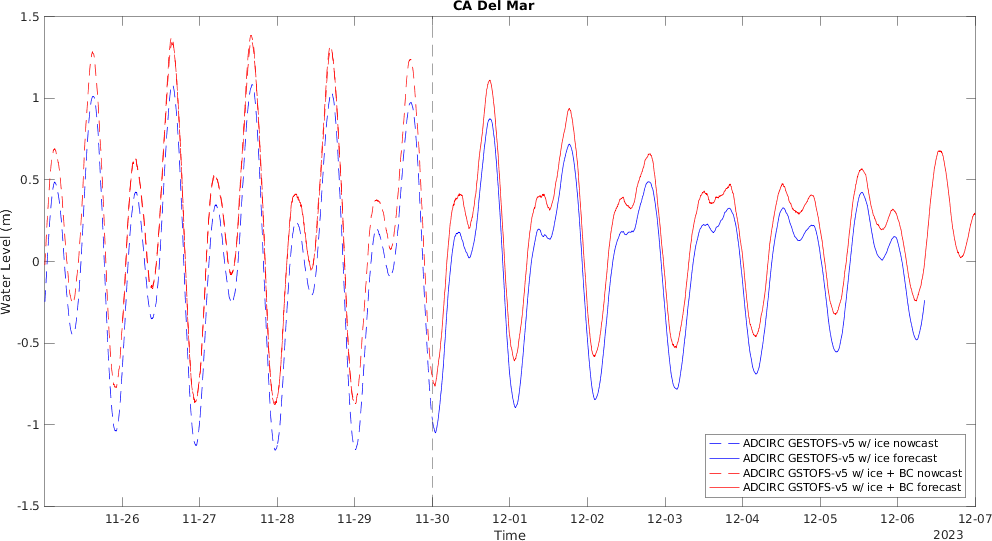 CA Del Mar
1.5
1
0.5
0
-0.5
-1
-1.5
Water Level (m)
11-26
11-27
11-28
11-29
11-30
12-01
12-02
12-03
12-04
12-05
12-06
12-07
Time
2023
ADCIRC GESTOFS-v5 w/ ice nowcast
ADCIRC GESTOFS-v5 w/ ice forecast
ADCIRC GSTOFS-v5 w/ ice + BC nowcast
ADCIRC GSTOFS-v5 w/ ice + BC forecast